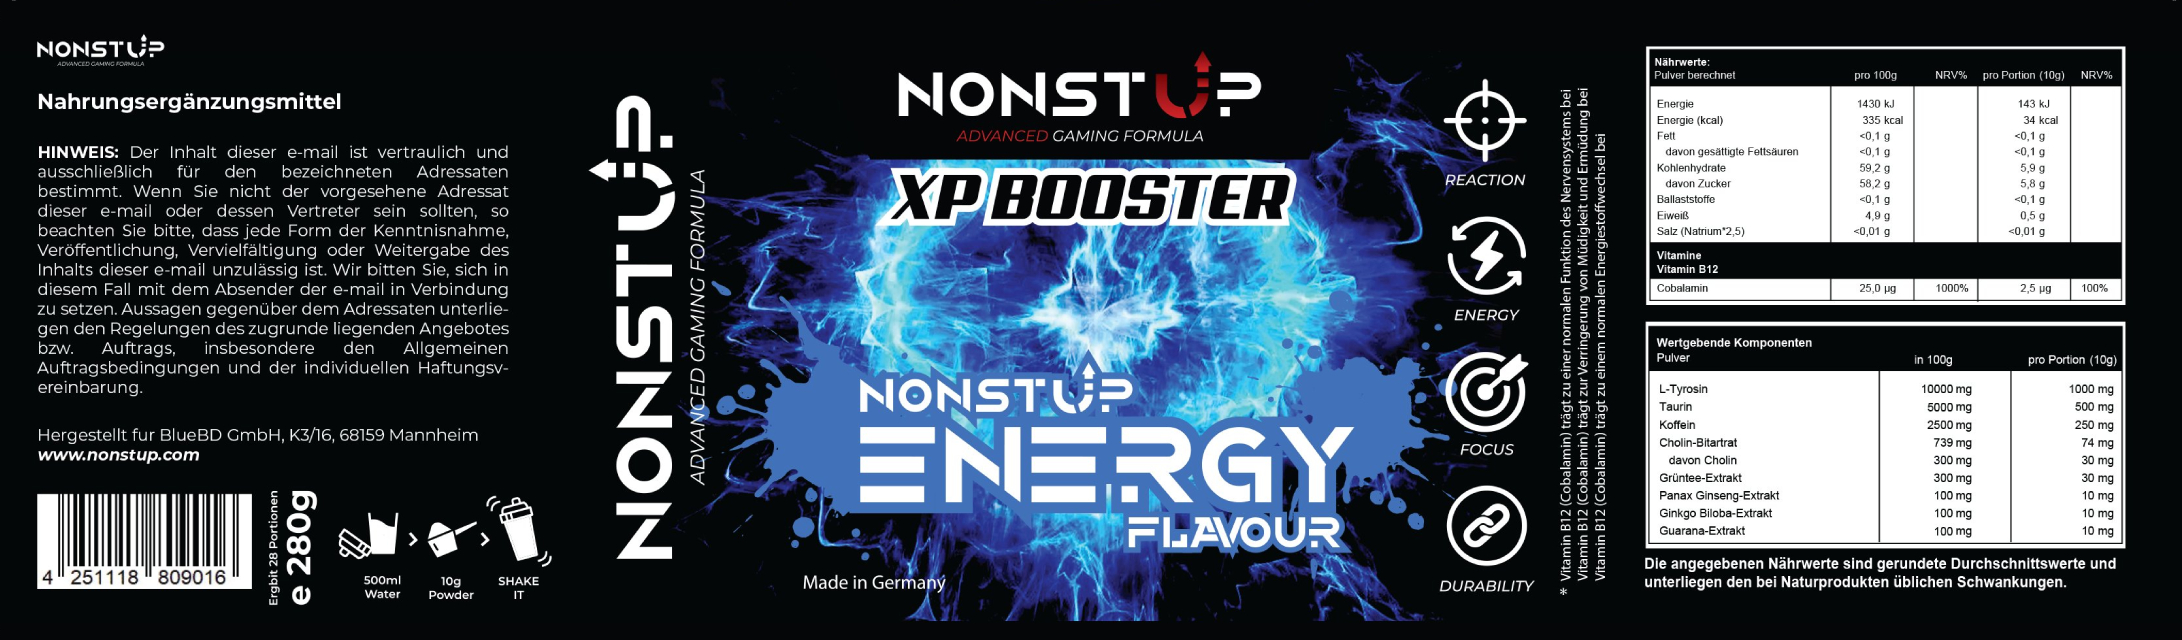 NONSTUP
ADVANCED GAMING FORMULA
Nahrungsergänzungsmittel
HINWEIS: Der Inhalt dieser e-mail ist vertraulich und
ausschließlich für den bezeichneten Adressaten
bestimmt. Wenn Sie nicht der vorgesehene Adressat
dieser e-mail oder dessen Vertreter sein sollten, so
beachten Sie bitte, dass jede Form der Kenntnisnahme,
Veröffentlichung, Vervielfältigung oder Weitergabe des
Inhalts dieser e-mail unzulässig ist. Wir bitten Sie, sich in
diesem Fall mit dem Absender der e-mail in Verbindung
zu setzen. Aussagen gegenüber dem Adressaten unterlie-
gen den Regelungen des zugrunde liegenden Angebotes
bzw. Auftrags, insbesondere den Allgemeinen
Auftragsbedingungen und der individuellen Haftungsv-
ereinbarung.
Hergestellt fur BlueBD GmbH, K3/16, 68159 Mannheim
www.nonstup.com
4 251118 809016
Ergbit 28 Portionen
e 280g
500ml
Water
10g
Powder
SHAKE
IT
NONSTUP
ADVANCED GAMING FORMULA
NONSTUP
ADVANCED GAMING FORMULA
XP BOOSTER
NONSTUP
ENERGY
FLAVOUR
Made in Germany
REACTION
ENERGY
FOCUS
DURABILITY
* Vitamin B12 (Cobalamin) trägt zu einer normalen Funktion des Nervensystems bei
Vitamin B12 (Cobalamin) trägt zur Verringerung von Müdigkeit und Ermüdung bei
Vitamin B12 (Cobalamin) trägt zu einem normalen Energiestoffwechsel bei
Nährwerte:
Pulver berechnet pro 100g NRV% pro Portion (10g) NRV%
Energie 1430 kJ 143 kJ
Energie (kcal) 335 kcal 34 kcal
Fett <0,1 g <0,1 g
davon gesättigte Fettsäuren <0,1 g <0,1 g
Kohlenhydrate 59,2 g 5,9 g
davon Zucker 58,2 g 5,8 g
Ballaststoffe <0,1 g <0,1 g
Eiweiß 4,9 g 0,5 g
Salz (Natrium*2,5) <0,01 g <0,01 g
Vitamine
Vitamin B12
Cobalamin 25,0 µg 1000% 2,5 µg 100%
Wertgebende Komponenten
Pulver in 100g pro Portion (10g)
L-Tyrosin 10000 mg 1000 mg
Taurin 5000 mg 500 mg
Koffein 2500 mg 250 mg
Cholin-Bitartrat 739 mg 74 mg
davon Cholin 300 mg 30 mg
Grüntee-Extrakt 300 mg 30 mg
Panax Ginseng-Extrakt 100 mg 10 mg
Ginkgo Biloba-Extrakt 100 mg 10 mg
Guarana-Extrakt 100 mg 10 mg
Die angegebenen Nährwerte sind gerundete Durchschnittswerte und
unterliegen den bei Naturprodukten üblichen Schwankungen.